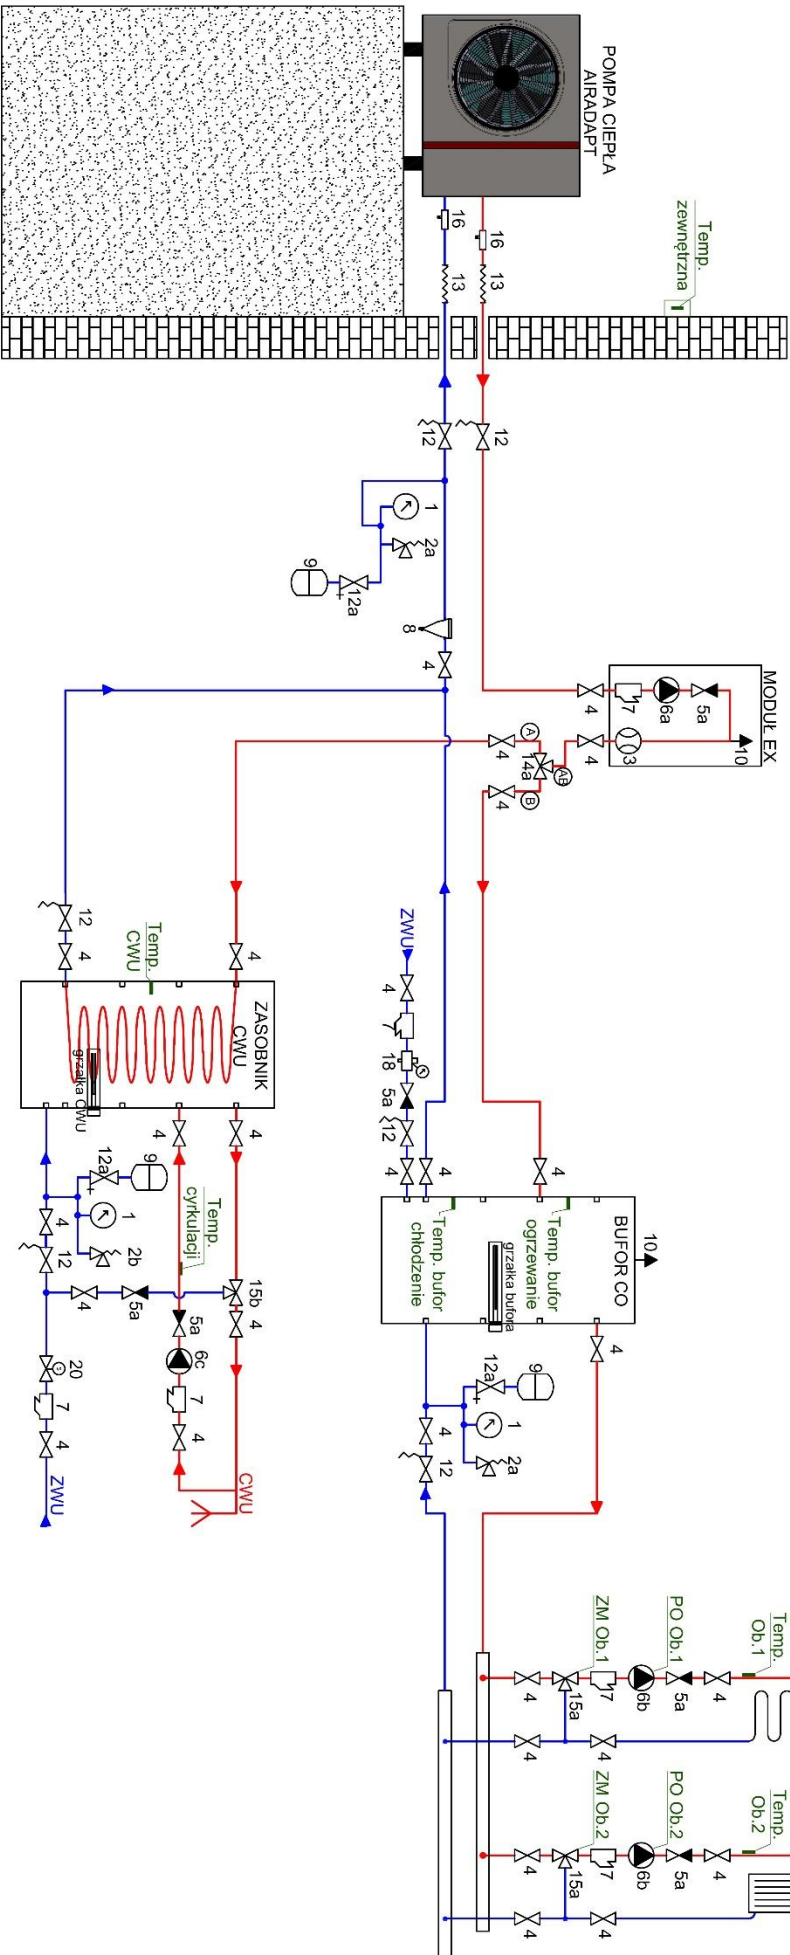 POMPA CIEPŁA
AIRADAPT
16
16
13
13
Temp.
zewnętrzna
12
12
1
2a
9
12a
8
4
MODUŁ EX
10
5a
6a
17
3
4
4
A
AB
B
14a
4
4
12
4
4
Temp.
CWU
ZASOBNIK
CWU
grzałka CWU
4
4
9
12a
1
2b
4
12
Temp.
cyrkulacji
4
5a
15b
4
5a
6c
7
4
20
7
4
ZWU
CWU
ZWU
4
7
18
5a
12
4
4
4
10
BUFOR CO
Temp. bufor
ogrzewanie
grzałka bufora
Temp. bufor
chłodzenie
4
9
12a
1
2a
4
12
Temp.
Ob.1
PO Ob.1
ZM Ob.1
4
5a
6b
17
15a
4
4
4
Temp.
Ob.2
PO Ob.2
ZM Ob.2
4
5a
6b
17
15a
4
4
4